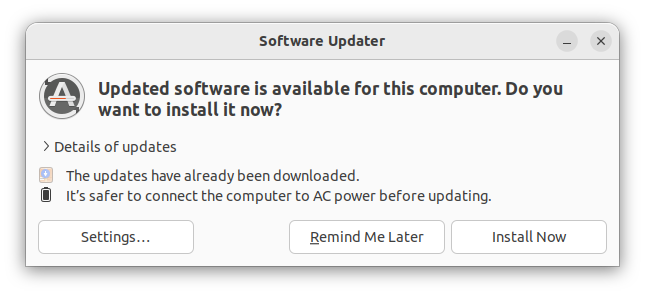 Software Updater
Updated software is available for this computer. Do you
want to install it now?
Details of updates
The updates have already been downloaded.
It’s safer to connect the computer to AC power before updating.
Settings… Remind Me Later Install Now